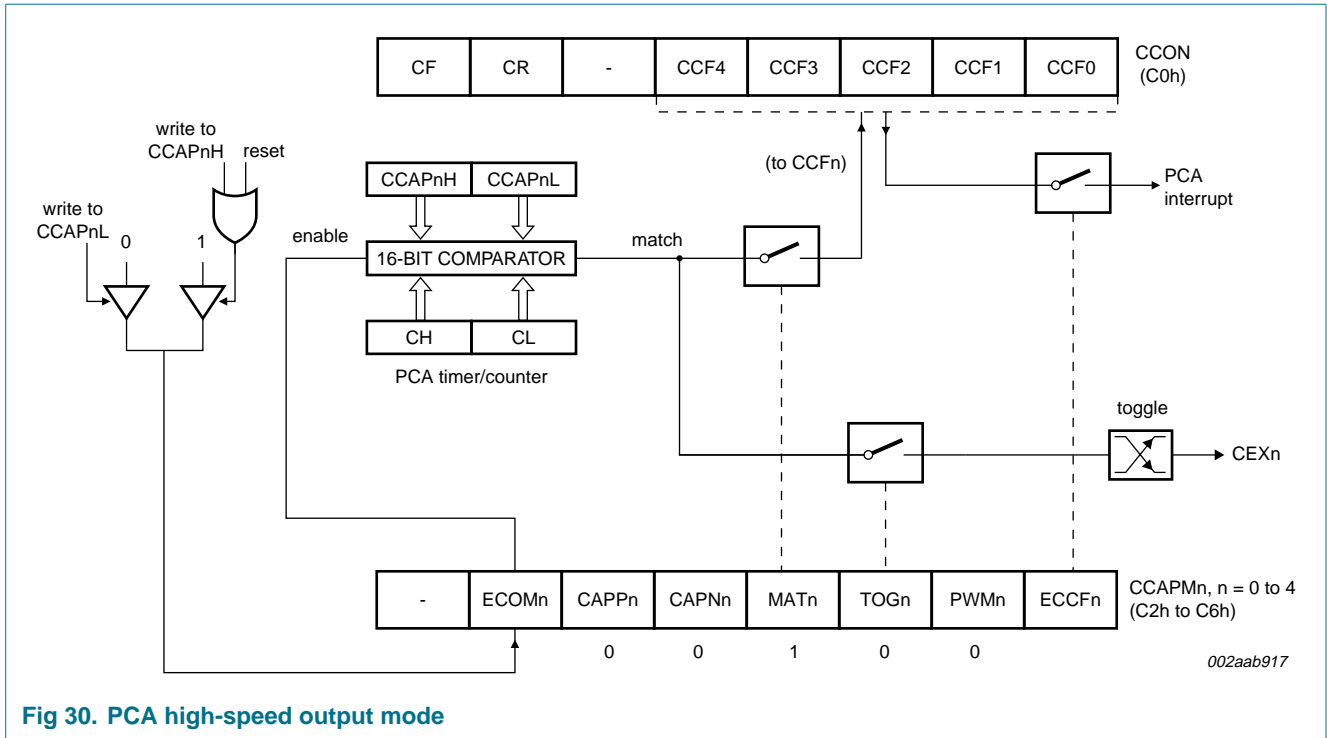 CF CR - CCF4 CCF3 CCF2 CCF1 CCF0
CCON
(C0h)
write to
CCAPnH
reset
write to
CCAPnL
0
1
enable
CCAPnH CCAPnL
16-BIT COMPARATOR
CH CL
PCA timer/counter
match
(to CCFn)
PCA
interrupt
toggle
CEXn
- ECOMn CAPPn CAPNn MATn TOGn PWMn ECCFn
CCAPMn, n = 0 to 4
(C2h to C6h)
0 0 1 0 0
002aab917
Fig 30. PCA high-speed output mode